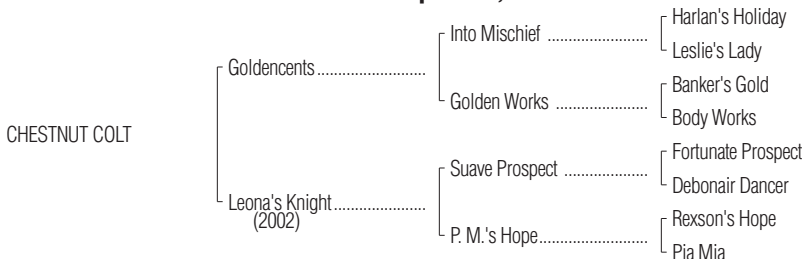 Harlan's Holiday
Into Mischief ........................
Leslie's Lady
Goldencents..........................
Banker's Gold
Golden Works ......................
Body Works
CHESTNUT COLT
Fortunate Prospect
Suave Prospect ....................
Debonair Dancer
Leona's Knight......................
(2002)
Rexson's Hope
P. M.'s Hope..........................
Pia Mia